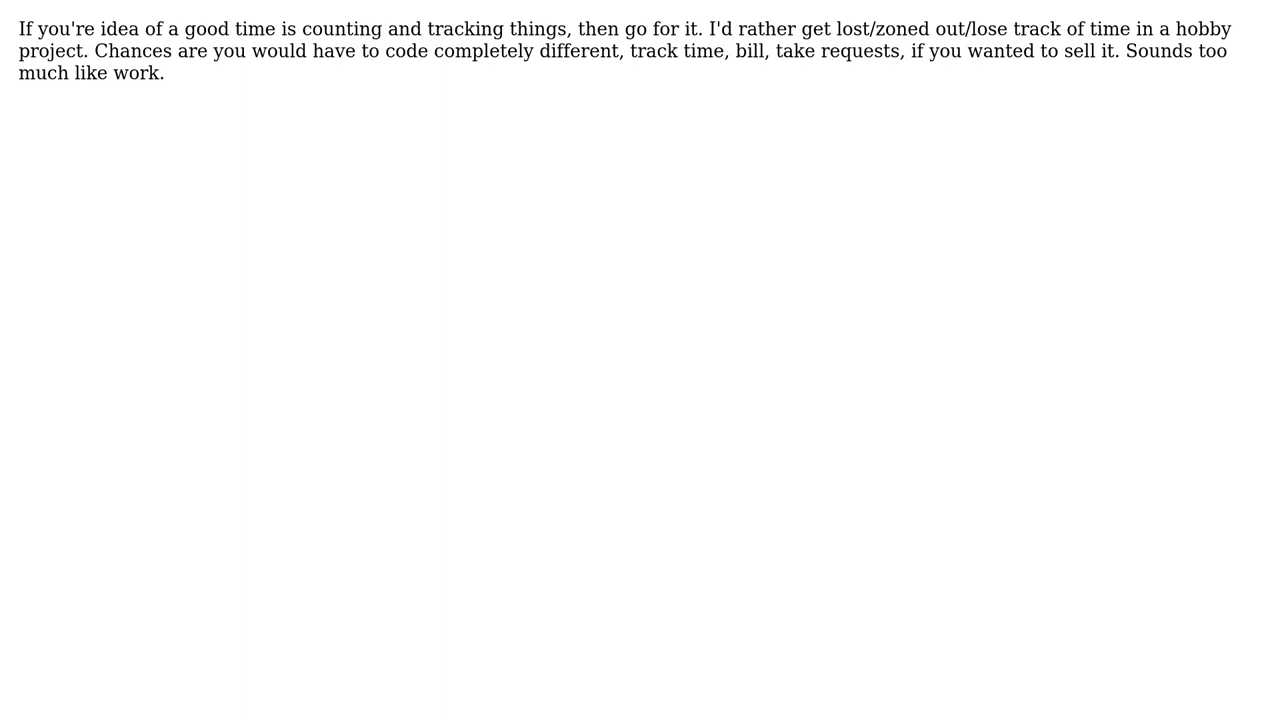 If you're idea of a good time is counting and tracking things, then go for it. I'd rather get lost/zoned out/lose track of time in a hobby
project. Chances are you would have to code completely different, track time, bill, take requests, if you wanted to sell it. Sounds too
much like work.